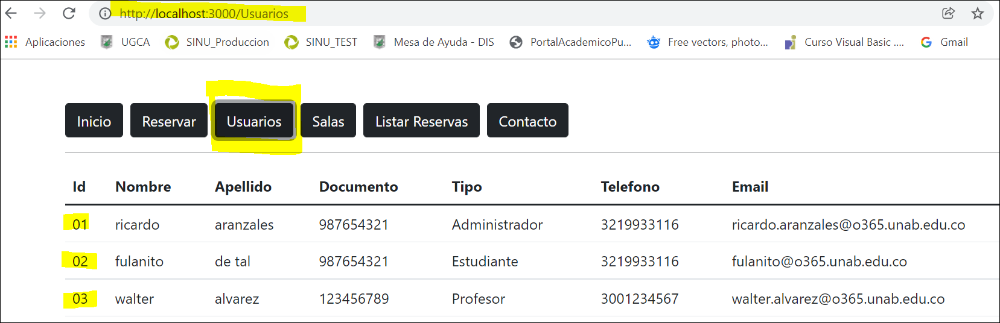 http://localhost:3000/Usuarios
Aplicaciones UGCA SINU_Produccion SINU_TEST Mesa de Ayuda - DIS PortalAcademicoPu... Free vectors, photo... Curso Visual Basic .... Gmail
Inicio Reservar Usuarios Salas Listar Reservas Contacto
Id Nombre Apellido Documento Tipo Telefono Email
01 ricardo aranzales 987654321 Administrador 3219933116 ricardo.aranzales@o365.unab.edu.co
02 fulanito de tal 987654321 Estudiante 3219933116 fulanito@o365.unab.edu.co
03 walter alvarez 123456789 Profesor 3001234567 walter.alvarez@o365.unab.edu.co